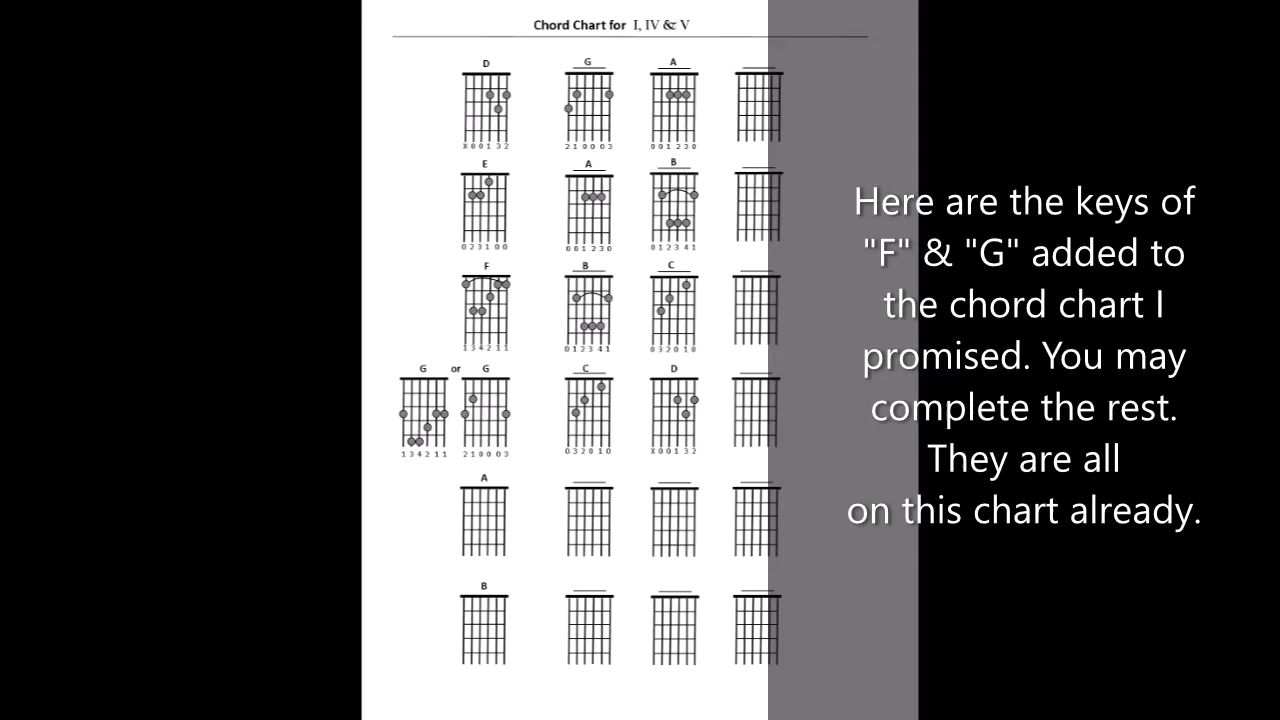 Chord Chart for I, IV & V
D G A
X 0 0 1 3 2 2 1 0 0 0 3 0 0 1 2 3 0
E A B
0 2 3 1 0 0 0 0 1 2 3 0 0 1 2 3 4 1
F B C
1 3 4 2 1 1 0 1 2 3 4 1 0 3 2 0 1 0
G or G C D
1 3 4 2 1 1 2 1 0 0 0 3 0 3 2 0 1 0 X 0 0 1 3 2
A
B
Here are the keys of
"F" & "G" added to
the chord chart I
promised. You may
complete the rest.
They are all
on this chart already.